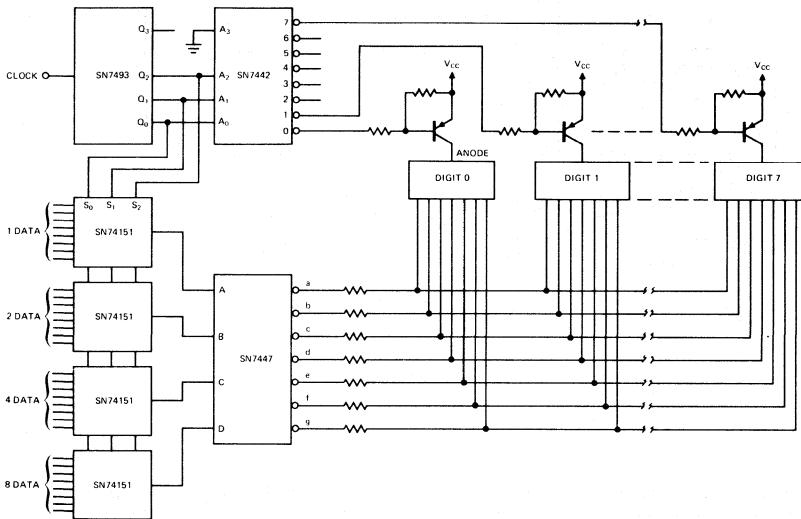 CLOCK
SN7493
Q3
Q2
Q1
Q0
A3
A2
A1
A0
SN7442
7
6
5
4
3
2
1
0
VCC
VCC
VCC
ANODE
DIGIT 0
DIGIT 1
DIGIT 7
S0 S1 S2
1 DATA
SN74151
2 DATA
SN74151
4 DATA
SN74151
8 DATA
SN74151
A
B
C
D
SN7447
a
b
c
d
e
f
g